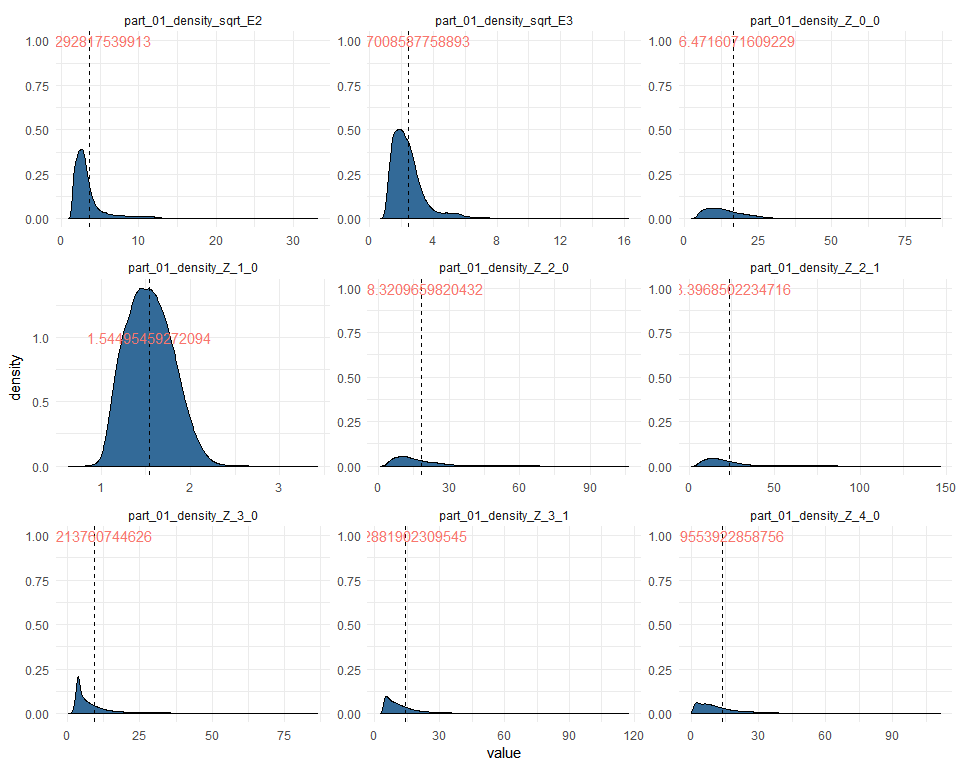 part_01_density_sqrt_E2 part_01_density_sqrt_E3 part_01_density_Z_0_0
1.00 292817539913 1.00 7008587758893 1.00 6.4716071609229
0.75 0.75 0.75
0.50 0.50 0.50
0.25 0.25 0.25
0.00 0.00 0.00
0 10 20 30 0 4 8 12 16 0 25 50 75
part_01_density_Z_1_0 part_01_density_Z_2_0 part_01_density_Z_2_1
1.00 8.3209659820432 1.00 3.3968502234716
0.75 0.75
1.0 1.54495459272094
0.50 0.50
density
0.5
0.25 0.25
0.0 0.00 0.00
1 2 3 0 30 60 90 0 50 100 150
part_01_density_Z_3_0 part_01_density_Z_3_1 part_01_density_Z_4_0
1.00 213760744626 1.00 2881902309545 1.00 9553922858756
0.75 0.75 0.75
0.50 0.50 0.50
0.25 0.25 0.25
0.00 0.00 0.00
0 25 50 75 0 30 60 90 120 0 30 60 90
value